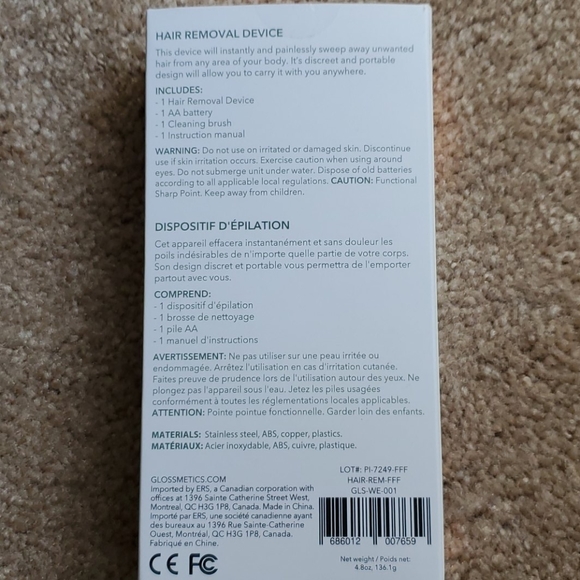 HAIR REMOVAL DEVICE
This device will instantly and painlessly sweep away unwanted
hair from any area of your body. It's discreet and portable
design will allow you to carry it with you anywhere.
INCLUDES:
- 1 Hair Removal Device
- 1 AA battery
- 1 Cleaning brush
- 1 Instruction manual
WARNING: Do not use on irritated or damaged skin. Discontinue
use if skin irritation occurs. Exercise caution when using around
eyes. Do not submerge unit under water. Dispose of old batteries
according to all applicable local regulations. CAUTION: Functional
Sharp Point. Keep away from children.
DISPOSITIF D'ÉPILATION
Cet appareil effacera instantanément et sans douleur les
poils indésirables de n'importe quelle partie de votre corps.
Son design discret et portable vous permettra de l'emporter
partout avec vous.
COMPREND:
- 1 dispositif d'épilation
- 1 brosse de nettoyage
- 1 pile AA
- 1 manuel d'instructions
AVERTISSEMENT: Ne pas utiliser sur une peau irritée ou
endommagée. Arrêtez l'utilisation en cas d'irritation cutanée.
Faites preuve de prudence lors de l'utilisation autour des yeux. Ne
plongez pas l'appareil sous l'eau. Jetez les piles usagées
conformément à toutes les réglementations locales applicables.
ATTENTION: Pointe pointue fonctionnelle. Garder loin des enfants.
MATERIALS: Stainless steel, ABS, copper, plastics.
MATÉRIAUX: Acier inoxydable, ABS, cuivre, plastique.
GLOSSMETICS.COM
Imported by ERS, a Canadian corporation with
offices at 1396 Sainte Catherine Street West,
Montreal, QC H3G 1P8, Canada. Made in China.
Importé par ERS, une société canadienne ayant
des bureaux au 1396 Rue Sainte-Catherine
Ouest, Montréal, QC H3G 1P8, Canada.
Fabriqué en Chine.
CE FC
LOT#: PI-7249-FFF
HAIR-REM-FFF
GLS-WE-001
686012 007659
Net weight / Poids net:
4.8oz, 136.1g